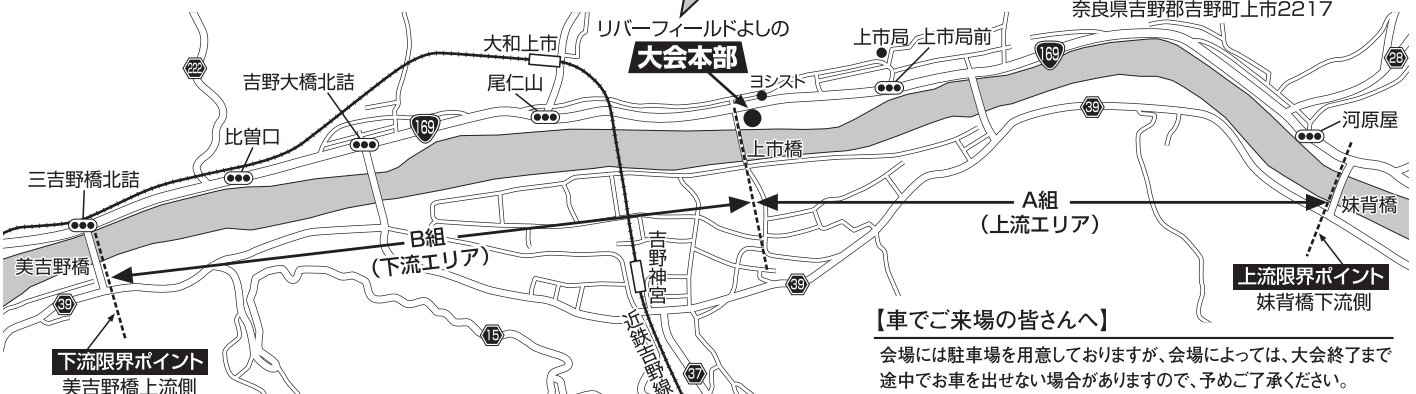 奈良県吉野郡吉野町上市2217
リバーフィールドよしの
大会本部
大和上市
上市局
上市局前
169
28
222
吉野大橋北詰
尾仁山
ヨシスト
39
169
比曽口
河原屋
上市橋
三吉野橋北詰
A組
(上流エリア)
妹背橋
B組
(下流エリア)
吉野神宮
美吉野橋
39
39
上流限界ポイント
妹背橋下流側
15
近鉄吉野線
37
下流限界ポイント
美吉野橋上流側
【車でご来場の皆さんへ】
会場には駐車場を用意しておりますが、会場によっては、大会終了まで
途中でお車を出せない場合がありますので、予めご了承ください。